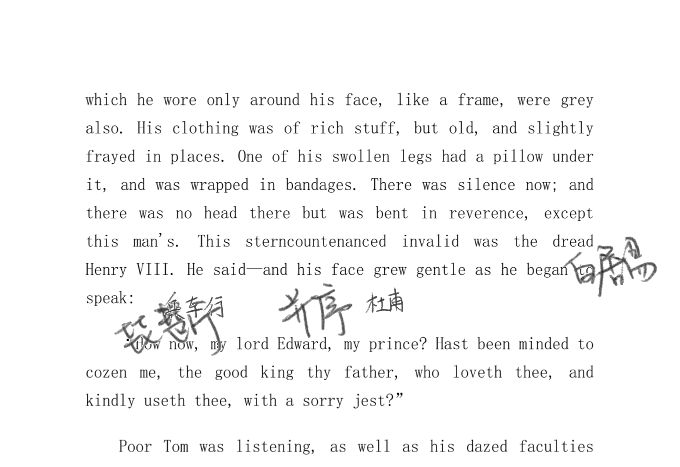 which he wore only around his face, like a frame, were grey
also. His clothing was of rich stuff, but old, and slightly
frayed in places. One of his swollen legs had a pillow under
it, and was wrapped in bandages. There was silence now; and
there was no head there but was bent in reverence, except
this man's. This sterncountenanced invalid was the dread
Henry VIII. He said—and his face grew gentle as he began to
白居易
speak:
车行
并序
杜甫
“How now, my lord Edward, my prince? Hast been minded to
cozen me, the good king thy father, who loveth thee, and
kindly useth thee, with a sorry jest?”
Poor Tom was listening, as well as his dazed faculties